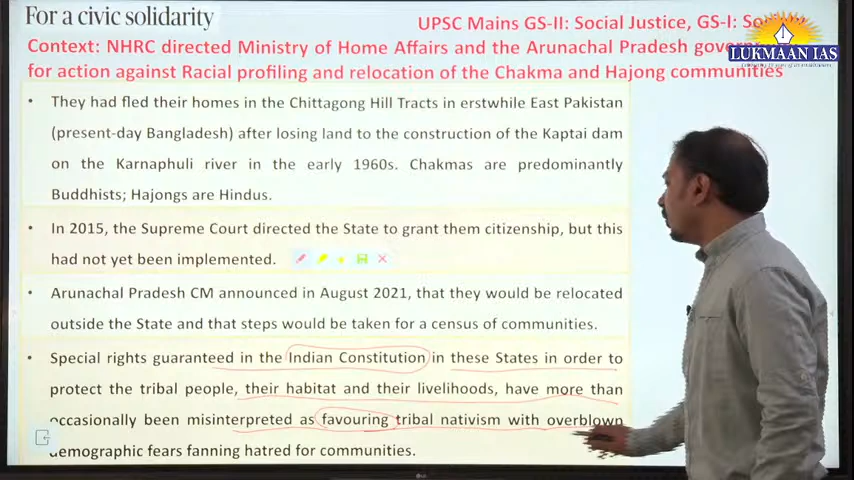 For a civic solidarity
UPSC Mains GS-II: Social Justice, GS-I:
Context: NHRC directed Ministry of Home Affairs and the Arunachal Pradesh
LUKMAAN IAS
for action against Racial profiling and relocation of the Chakma and Hajong communities
• They had fled their homes in the Chittagong Hill Tracts in erstwhile East Pakistan
(present-day Bangladesh) after losing land to the construction of the Kaptai dam
on the Karnaphuli river in the early 1960s. Chakmas are predominantly
Buddhists; Hajongs are Hindus.
• In 2015, the Supreme Court directed the State to grant them citizenship, but this
had not yet been implemented.
• Arunachal Pradesh CM announced in August 2021, that they would be relocated
outside the State and that steps would be taken for a census of communities.
• Special rights guaranteed in the Indian Constitution in these States in order to
protect the tribal people, their habitat and their livelihoods, have more than
occasionally been misinterpreted as favouring tribal nativism with overblown
demographic fears fanning hatred for communities.